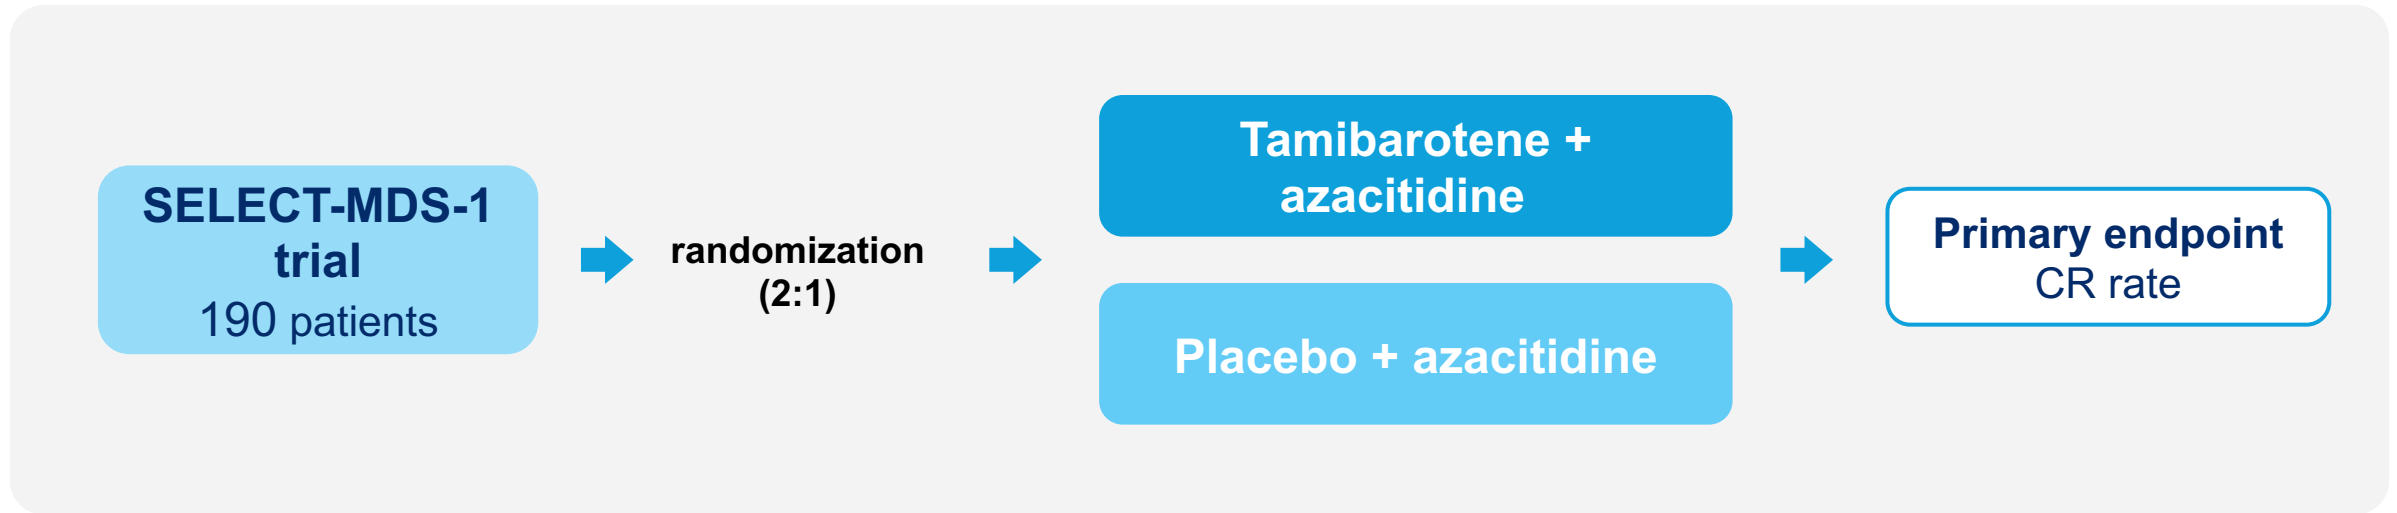 SELECT-MDS-1
trial
190 patients
randomization
(2:1)
Tamibarotene +
azacitidine
Placebo + azacitidine
Primary endpoint
CR rate